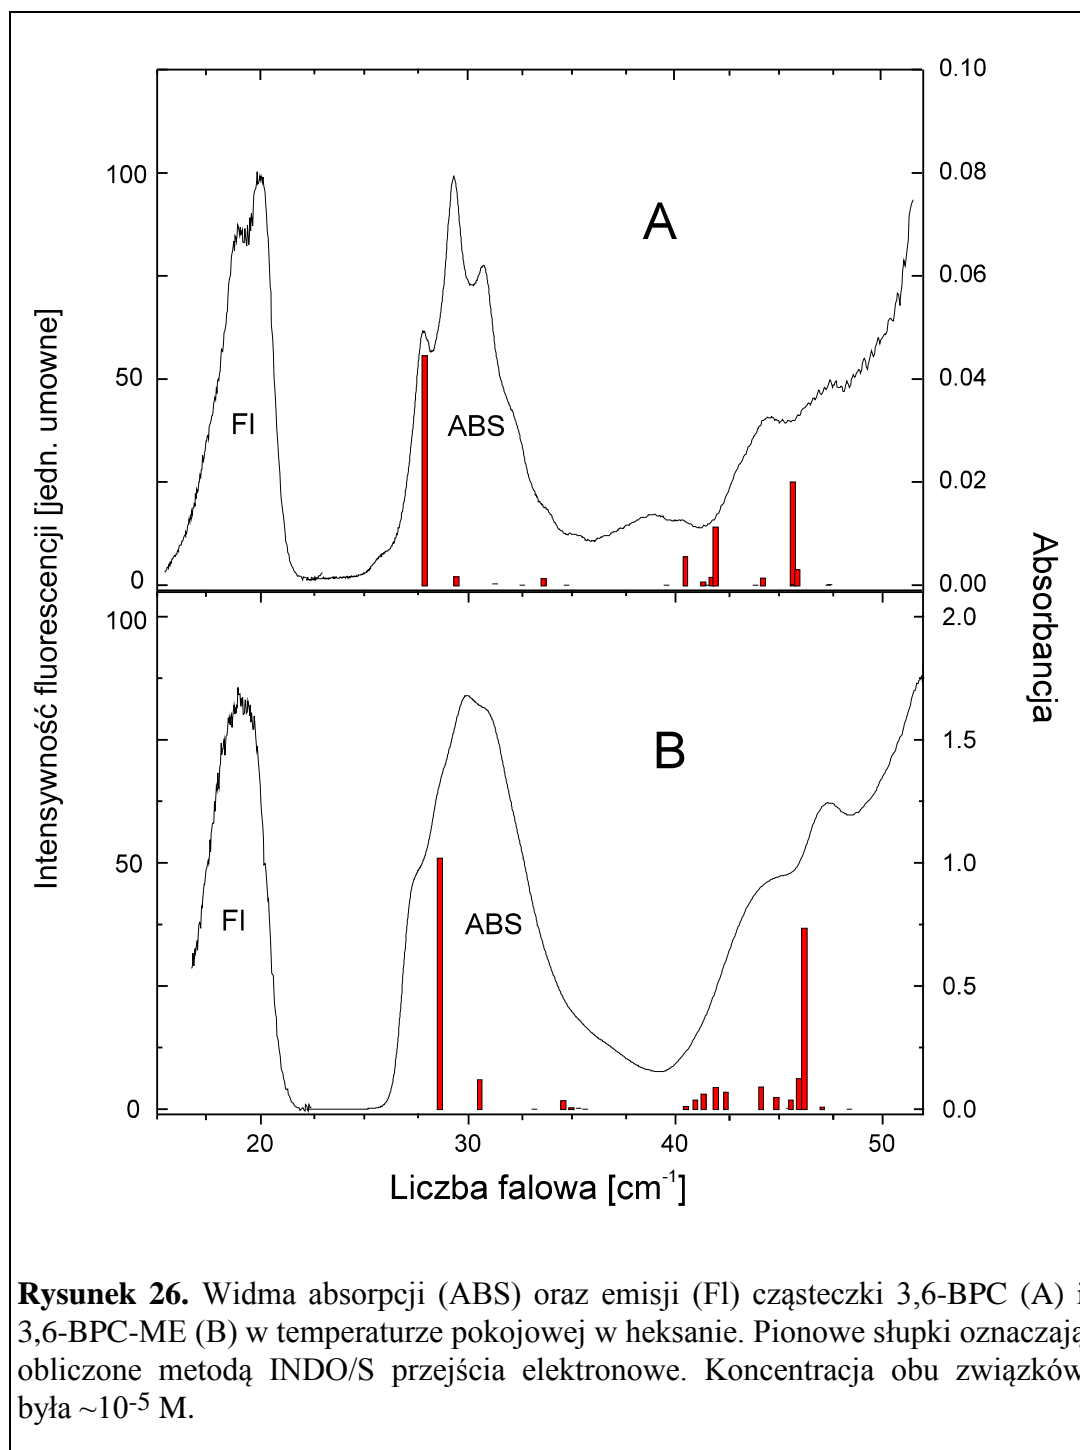 0.10
100
0.08
A
0.06
Fl
ABS
50
0.04
0.02
0
0.00
Intensywność fluorescencji [jedn. umowne]
Absorbancja
100
2.0
B
1.5
50
1.0
Fl
ABS
0.5
0
0.0
20 30 40 50
Liczba falowa [cm-1]
Rysunek 26. Widma absorpcji (ABS) oraz emisji (Fl) cząsteczki 3,6-BPC (A) i
3,6-BPC-ME (B) w temperaturze pokojowej w heksanie. Pionowe słupki oznaczają
obliczone metodą INDO/S przejścia elektronowe. Koncentracja obu związków
była ~10-5 M.